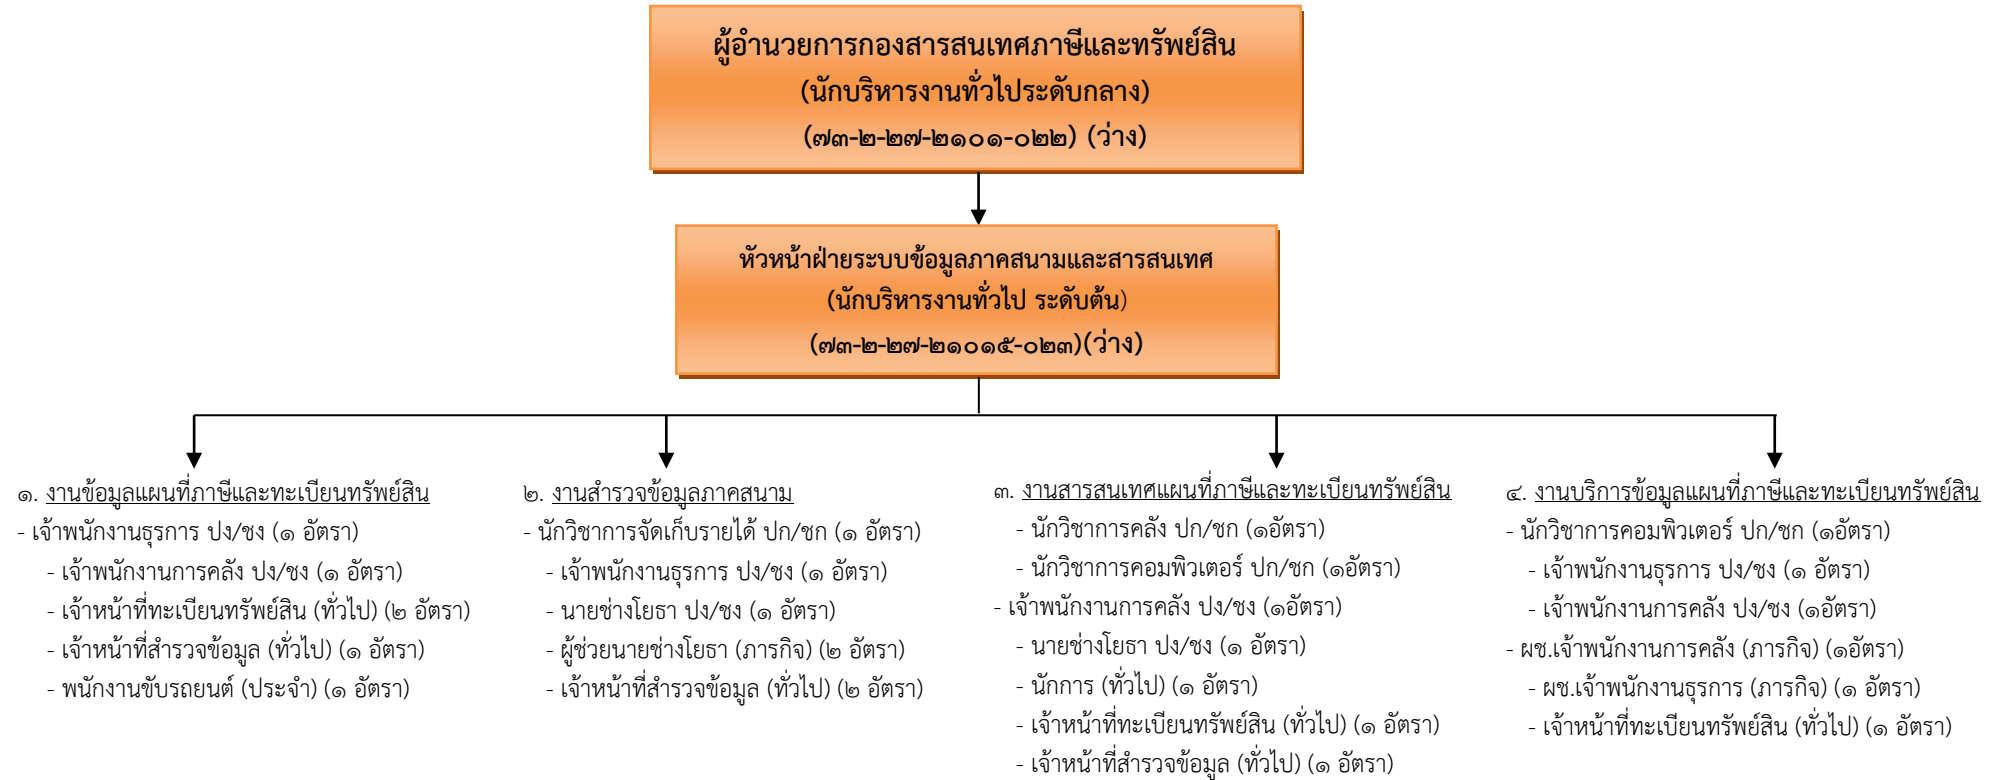 ผู้อำนวยการกองสารสนเทศภาษีและทรัพย์สิน
(นักบริหารงานทั่วไประดับกลาง)
(๗๓-๒-๒๗-๒๑๐๑-๐๒๒) (ว่าง)
หัวหน้าฝ่ายระบบข้อมูลภาคสนามและสารสนเทศ
(นักบริหารงานทั่วไป ระดับต้น)
(๗๓-๒-๒๗-๒๑๐๑๕-๐๒๓)(ว่าง)
๑. งานข้อมูลแผนที่ภาษีและทะเบียนทรัพย์สิน
- เจ้าพนักงานธุรการ ปง/ชง (๑ อัตรา)
- เจ้าพนักงานการคลัง ปง/ชง (๑ อัตรา)
- เจ้าหน้าที่ทะเบียนทรัพย์สิน (ทั่วไป) (๒ อัตรา)
- เจ้าหน้าที่สำรวจข้อมูล (ทั่วไป) (๑ อัตรา)
- พนักงานขับรถยนต์ (ประจำ) (๑ อัตรา)
๒. งานสำรวจข้อมูลภาคสนาม
- นักวิชาการจัดเก็บรายได้ ปก/ชก (๑ อัตรา)
- เจ้าพนักงานธุรการ ปง/ชง (๑ อัตรา)
- นายช่างโยธา ปง/ชง (๑ อัตรา)
- ผู้ช่วยนายช่างโยธา (ภารกิจ) (๒ อัตรา)
- เจ้าหน้าที่สำรวจข้อมูล (ทั่วไป) (๒ อัตรา)
๓. งานสารสนเทศแผนที่ภาษีและทะเบียนทรัพย์สิน
- นักวิชาการคลัง ปก/ชก (๑อัตรา)
- นักวิชาการคอมพิวเตอร์ ปก/ชก (๑อัตรา)
- เจ้าพนักงานการคลัง ปง/ชง (๑อัตรา)
- นายช่างโยธา ปง/ชง (๑ อัตรา)
- นักการ (ทั่วไป) (๑ อัตรา)
- เจ้าหน้าที่ทะเบียนทรัพย์สิน (ทั่วไป) (๑ อัตรา)
- เจ้าหน้าที่สำรวจข้อมูล (ทั่วไป) (๑ อัตรา)
๔. งานบริการข้อมูลแผนที่ภาษีและทะเบียนทรัพย์สิน
- นักวิชาการคอมพิวเตอร์ ปก/ชก (๑อัตรา)
- เจ้าพนักงานธุรการ ปง/ชง (๑ อัตรา)
- เจ้าพนักงานการคลัง ปง/ชง (๑อัตรา)
- ผช.เจ้าพนักงานการคลัง (ภารกิจ) (๑อัตรา)
- ผช.เจ้าพนักงานธุรการ (ภารกิจ) (๑ อัตรา)
- เจ้าหน้าที่ทะเบียนทรัพย์สิน (ทั่วไป) (๑ อัตรา)